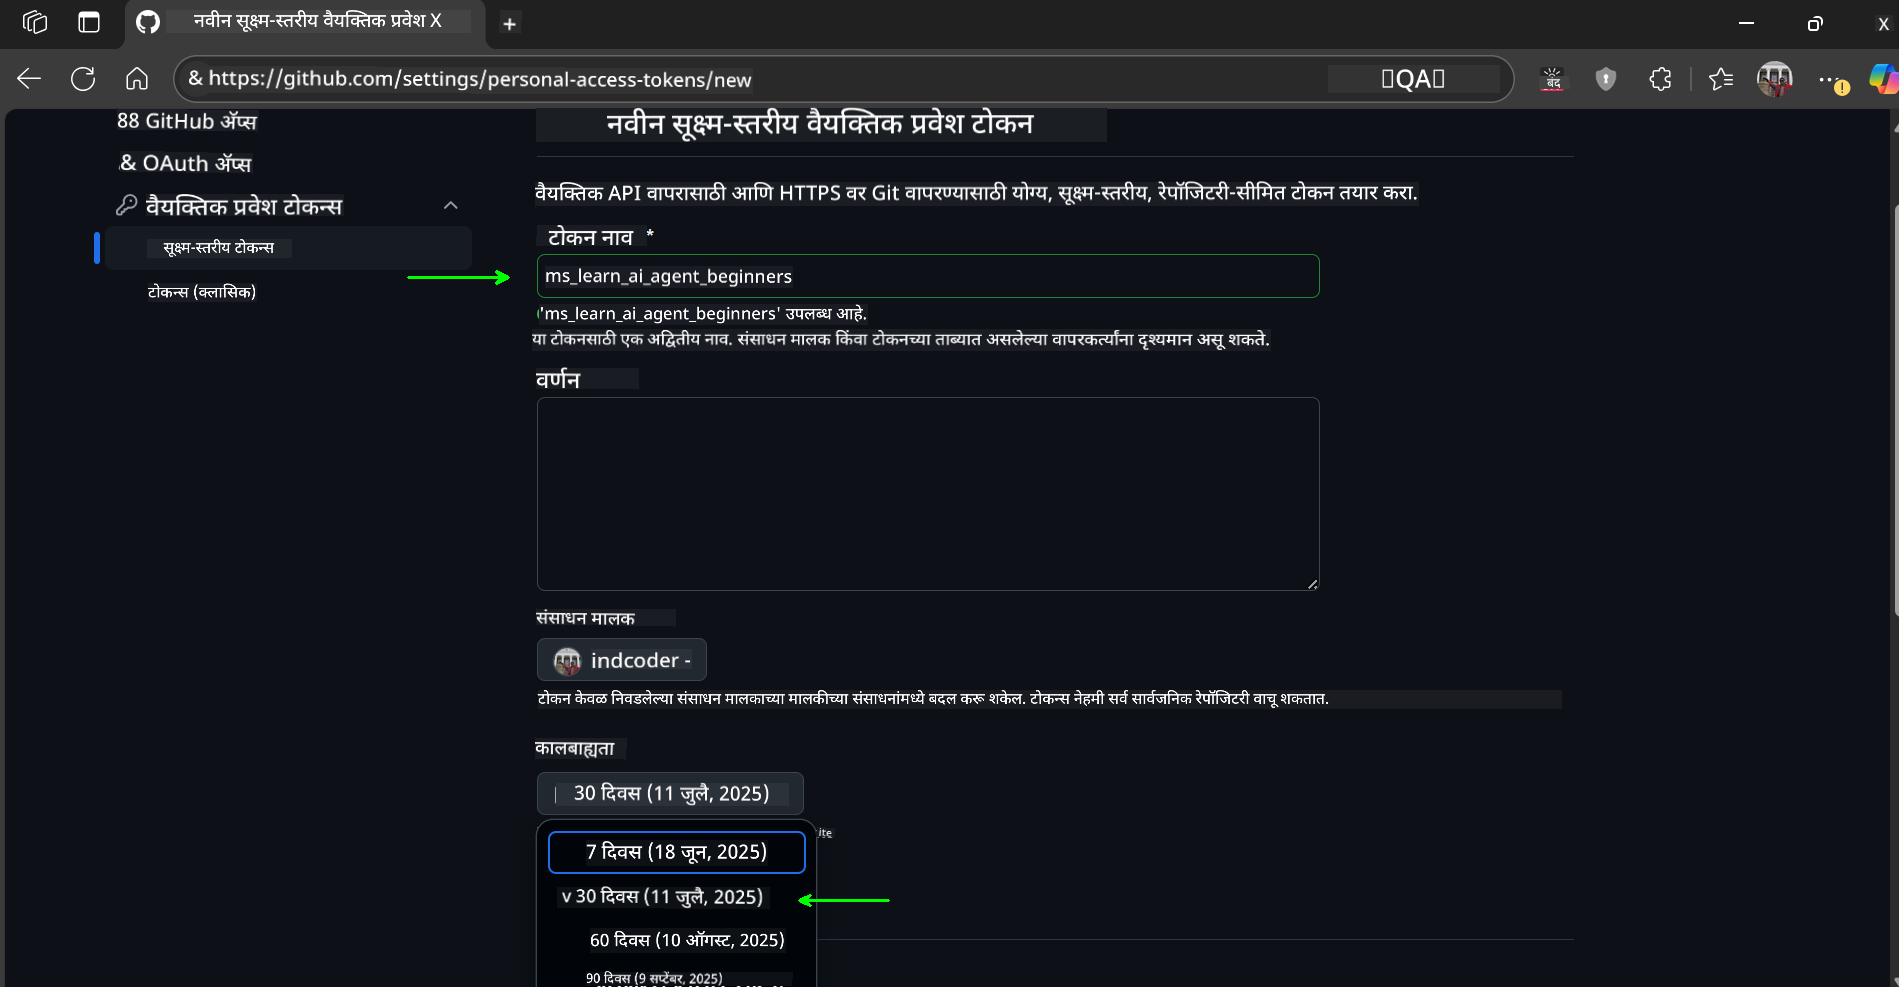 नवीन सूक्ष्म-स्तरीय वैयक्तिक प्रवेश X
+
X
& https://github.com/settings/personal-access-tokens/new
QA
बंद
88 GitHub ॲप्स
& OAuth ॲप्स
वैयक्तिक प्रवेश टोकन्स
सूक्ष्म-स्तरीय टोकन्स
टोकन्स (क्लासिक)
नवीन सूक्ष्म-स्तरीय वैयक्तिक प्रवेश टोकन
वैयक्तिक API वापरासाठी आणि HTTPS वर Git वापरण्यासाठी योग्य, सूक्ष्म-स्तरीय, रेपॉजिटरी-सीमित टोकन तयार करा.
टोकन नाव *
ms_learn_ai_agent_beginners
'ms_learn_ai_agent_beginners' उपलब्ध आहे.
या टोकनसाठी एक अद्वितीय नाव. संसाधन मालक किंवा टोकनच्या ताब्यात असलेल्या वापरकर्त्यांना दृश्यमान असू शकते.
वर्णन
संसाधन मालक
indcoder -
टोकन केवळ निवडलेल्या संसाधन मालकाच्या मालकीच्या संसाधनांमध्ये बदल करू शकेल. टोकन्स नेहमी सर्व सार्वजनिक रेपॉजिटरी वाचू शकतात.
कालबाह्यता
30 दिवस (11 जुलै, 2025)
ite
7 दिवस (18 जून, 2025)
v 30 दिवस (11 जुलै, 2025)
60 दिवस (10 ऑगस्ट, 2025)
90 दिवस (9 सप्टेंबर, 2025)